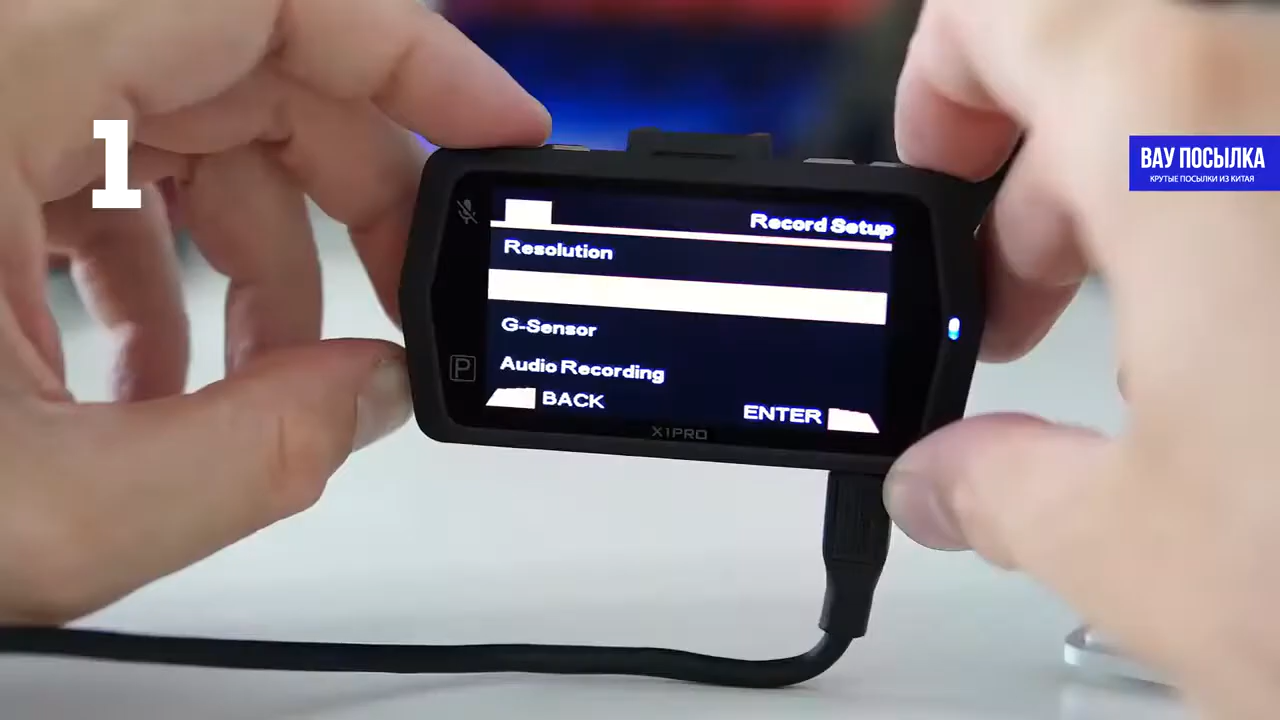 1
ВАУ ПОСЫЛКА
КРУТЫЕ ПОСЫЛКИ ИЗ КИТАЯ
Record Setup
Resolution
G-Sensor
Audio Recording
BACK
ENTER
P
X1PRO